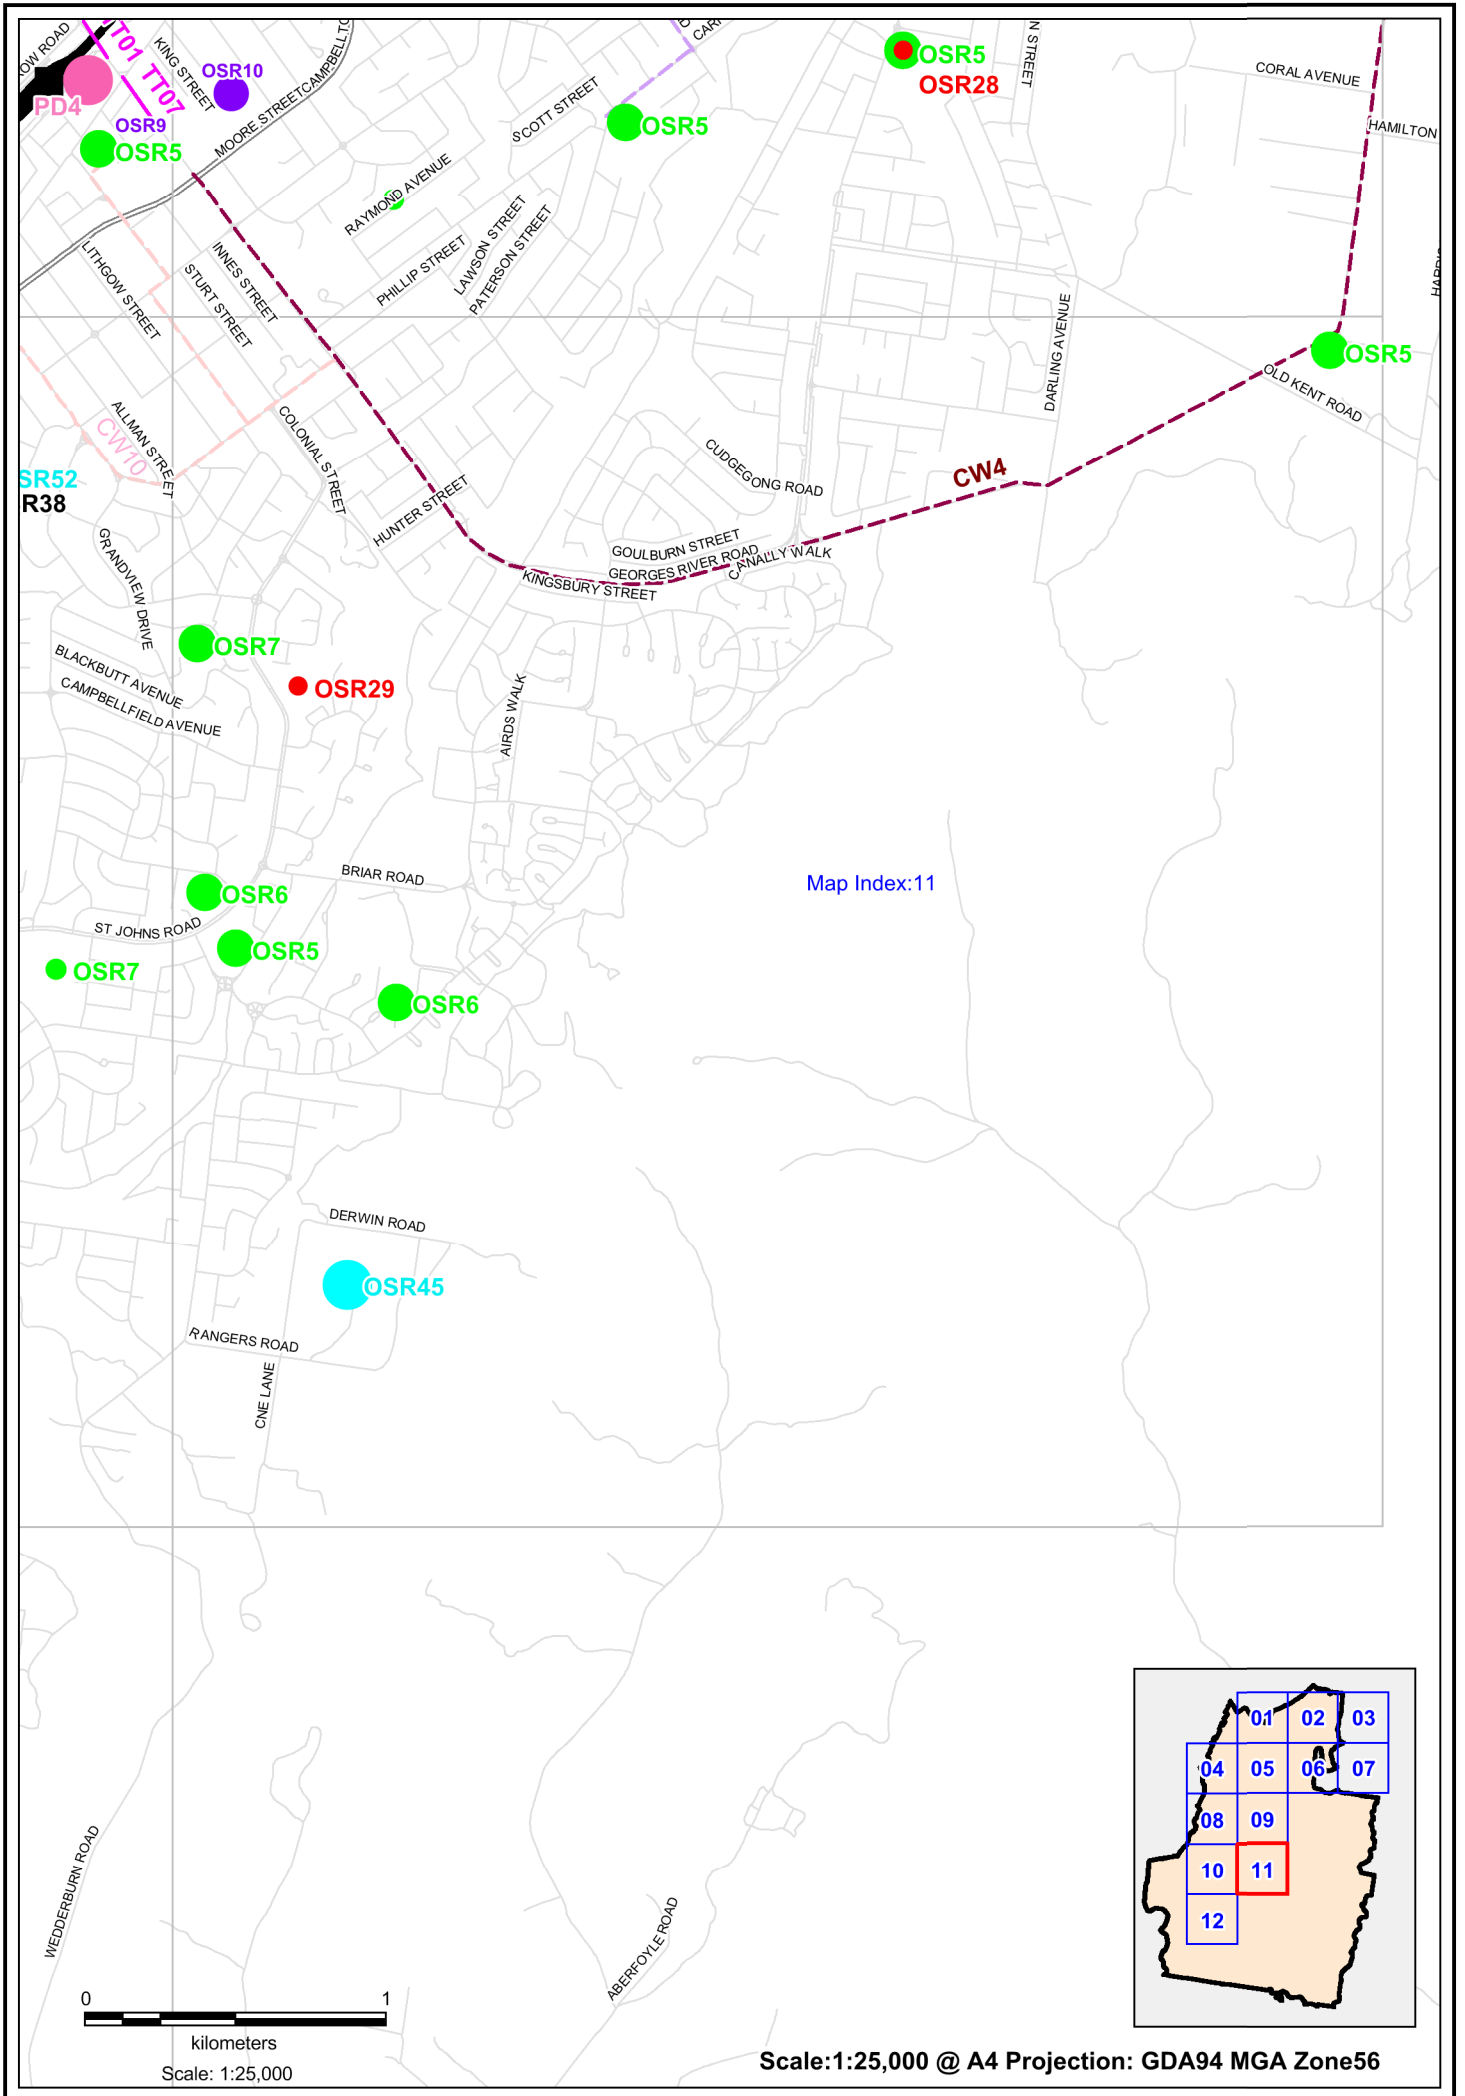 OW ROAD
T01 TT07
KING STREET
OSR10
PD4
OSR9
OSR5
MOORE STREET
CAMPBELLTO
SCOTT STREET
OSR5
CARR
OSR5
OSR28
N STREET
CORAL AVENUE
HAMILTON
RAYMOND AVENUE
PHILLIP STREET
LAWSON STREET
PATERSON STREET
LITHGOW STREET
INNES STREET
STURT STREET
DARLING AVENUE
OSR5
OLD KENT ROAD
ALLMAN STREET
CW10
COLONIAL STREET
SR52
R38
HUNTER STREET
CUDGEGONG ROAD
CW4
GOULBURN STREET
GEORGES RIVER ROAD
CANALLY WALK
KINGSBURY STREET
GRANDVIEW DRIVE
OSR7
BLACKBUTT AVENUE
CAMPBELLFIELD AVENUE
OSR29
AIRDS WALK
BRIAR ROAD
Map Index:11
OSR6
ST JOHNS ROAD
OSR5
OSR7
OSR6
DERWIN ROAD
OSR45
RANGERS ROAD
CNE LANE
WEDDERBURN ROAD
ABERFOYLE ROAD
01 02 03
04 05 06 07
08 09
10 11
12
0 1
kilometers
Scale: 1:25,000
Scale:1:25,000 @ A4 Projection: GDA94 MGA Zone56